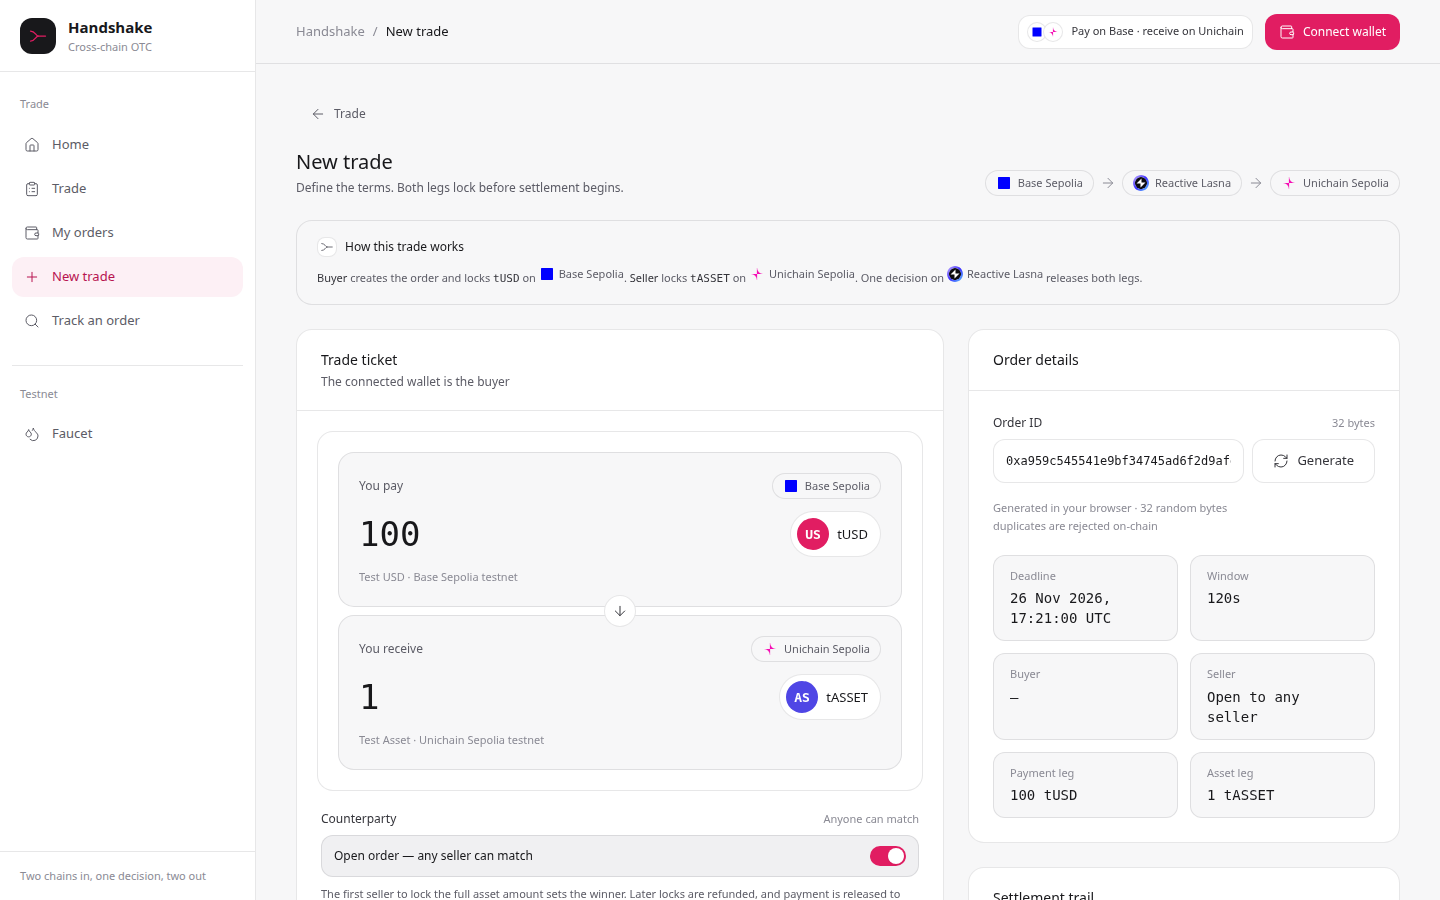 Handshake
Cross-chain OTC
Trade
Home
Trade
My orders
New trade
Track an order
Testnet
Faucet
Two chains in, one decision, two out
Handshake / New trade
Pay on Base · receive on Unichain
Connect wallet
Trade
New trade
Define the terms. Both legs lock before settlement begins.
Base Sepolia
Reactive Lasna
Unichain Sepolia
How this trade works
Buyer creates the order and locks tUSD on Base Sepolia. Seller locks tASSET on Unichain Sepolia. One decision on Reactive Lasna releases both legs.
Trade ticket
The connected wallet is the buyer
You pay
Base Sepolia
100
US tUSD
Test USD · Base Sepolia testnet
You receive
Unichain Sepolia
1
AS tASSET
Test Asset · Unichain Sepolia testnet
Counterparty
Anyone can match
Open order — any seller can match
The first seller to lock the full asset amount sets the winner. Later locks are refunded, and payment is released to
Order details
Order ID
32 bytes
0xa959c545541e9bf34745ad6f2d9af
Generate
Generated in your browser · 32 random bytes
duplicates are rejected on-chain
Deadline
26 Nov 2026,
17:21:00 UTC
Window
120s
Buyer
—
Seller
Open to any
seller
Payment leg
100 tUSD
Asset leg
1 tASSET
Settlement trail